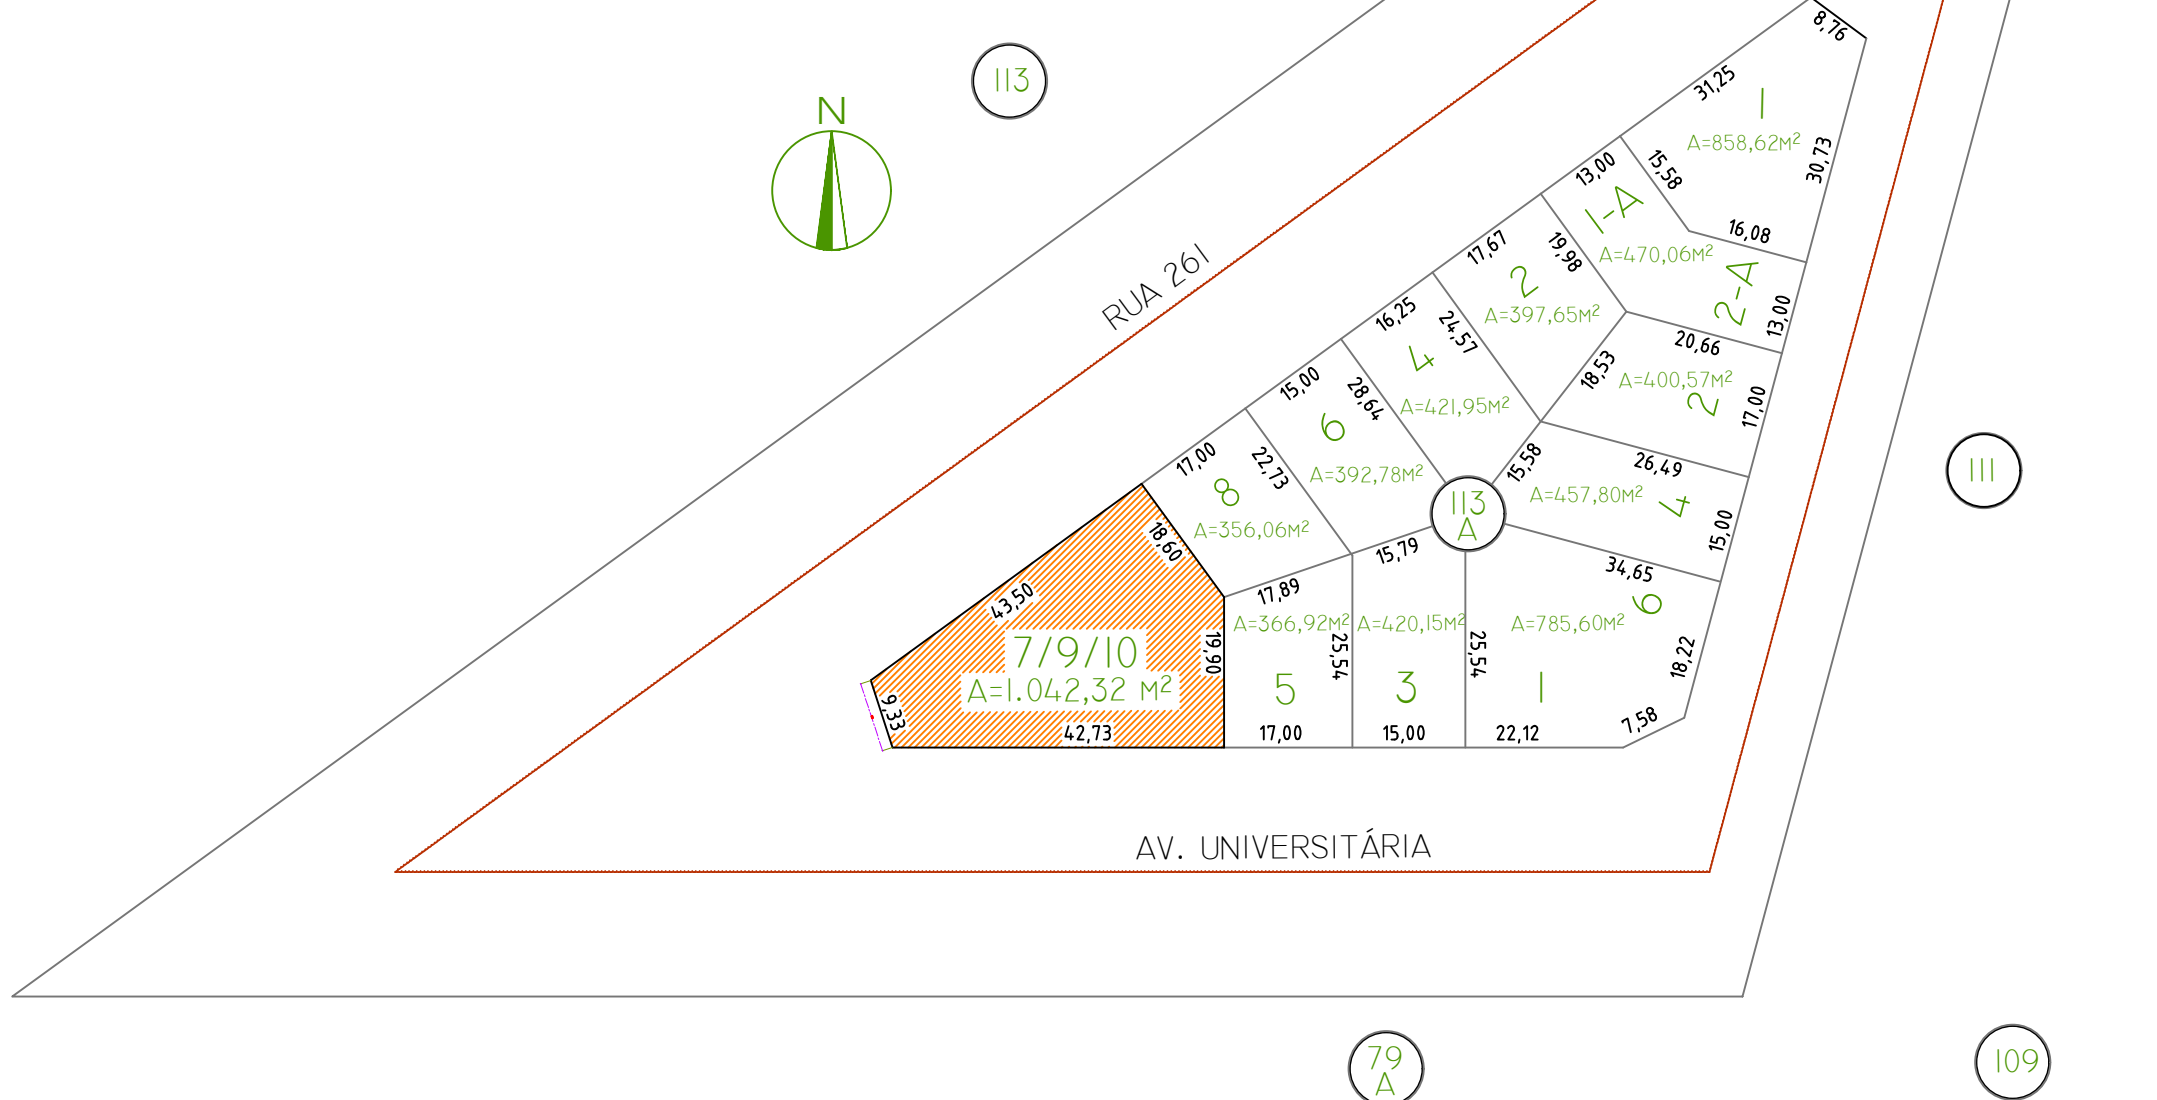 8,76
113
31,25
N
1
A=858,62M²
30,73
13,00
15,58
1-A
16,08
17,67
19,98
A=470,06M²
RUA 261
2
2-A
A=397,65M²
13,00
16,25
24,57
20,66
4
18,53
A=400,57M²
15,00
28,64
2
17,00
A=421,95M²
6
17,00
22,73
15,58
26,49
111
A=392,78M²
8
A=457,80M²
4
113
A
A=356,06M²
15,00
18,60
15,79
34,65
17,89
43,50
6
A=366,92M²
A=420,15M²
A=785,60M²
7/9/10
19,90
25,54
25,54
18,22
A=1.042,32 M²
5
3
1
9,33
7,58
42,73
17,00
15,00
22,12
AV. UNIVERSITÁRIA
79
A
109